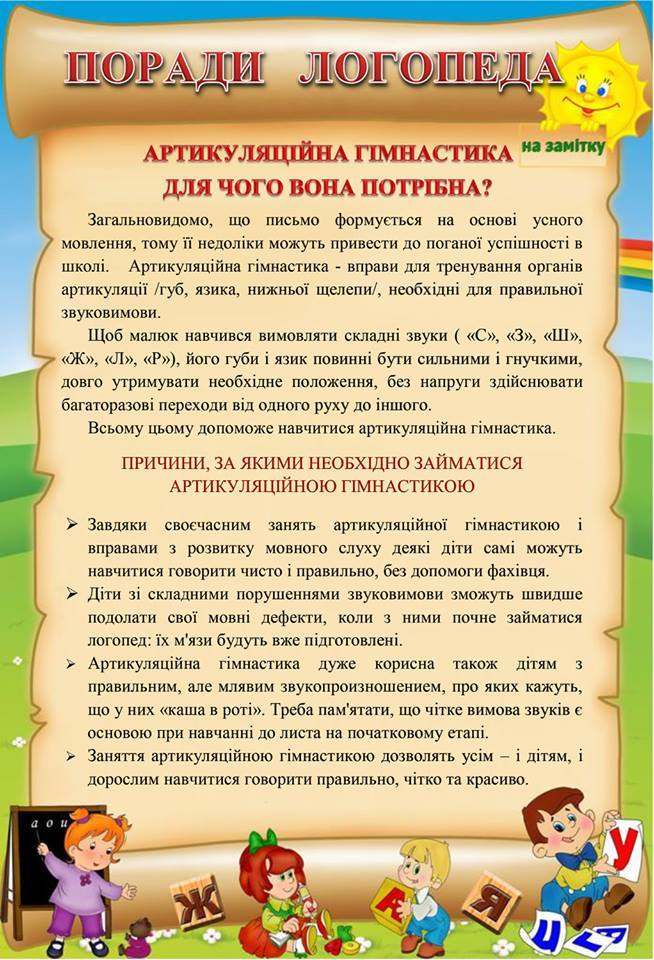 ПОРАДИ ЛОГОПЕДА
на замітку
АРТИКУЛЯЦІЙНА ГІМНАСТИКА
ДЛЯ ЧОГО ВОНА ПОТРІБНА?
Загальновидомо, що письмо формується на основі усного
мовлення, тому її недоліки можуть привести до поганої успішності в
школі. Артикуляційна гімнастика - вправи для тренування органів
артикуляції /губ, язика, нижньої щелепи/, необхідні для правильної
звуковимови.
Щоб малюк навчився вимовляти складні звуки ( «С», «З», «Ш»,
«Ж», «Л», «Р»), його губи і язик повинні бути сильними і гнучкими,
довго утримувати необхідне положення, без напруги здійснювати
багаторазові переходи від одного руху до іншого.
Всьому цьому допоможе навчитися артикуляційна гімнастика.
ПРИЧИНИ, ЗА ЯКИМИ НЕОБХІДНО ЗАЙМАТИСЯ
АРТИКУЛЯЦІЙНОЮ ГІМНАСТИКОЮ
➢ Завдяки своєчасним занять артикуляційної гімнастикою і
вправами з розвитку мовного слуху деякі діти самі можуть
навчитися говорити чисто і правильно, без допомоги фахівця.
➢ Діти зі складними порушеннями звуковимови зможуть швидше
подолати свої мовні дефекти, коли з ними почне займатися
логопед: їх м'язи будуть вже підготовлені.
➢ Артикуляційна гімнастика дуже корисна також дітям з
правильним, але млявим звукопроизношением, про яких кажуть,
що у них «каша в роті». Треба пам'ятати, що чітке вимова звуків є
основою при навчанні до листа на початковому етапі.
➢ Заняття артикуляційною гімнастикою дозволять усім – і дітям, і
дорослим навчитися говорити правильно, чітко та красиво.
а о и
У
Ж
А
Я